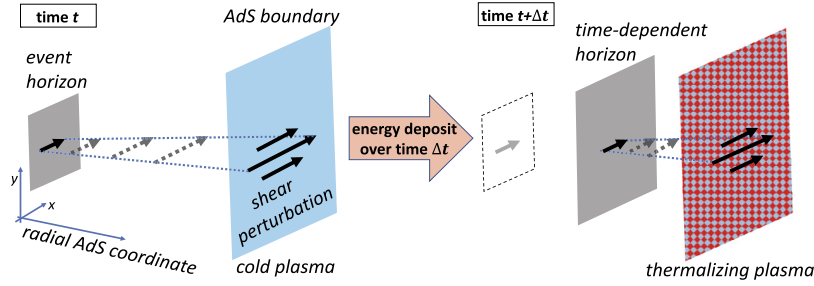 time t
AdS boundary
event
horizon
y
x
radial AdS coordinate
shear
perturbation
cold plasma
energy deposit
over time Δt
time t+Δt
time-dependent
horizon
thermalizing plasma